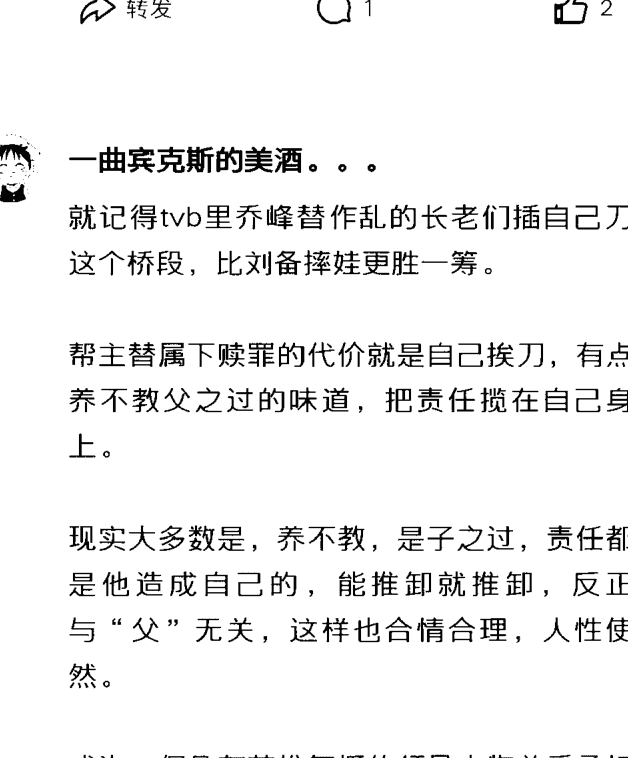 转发 1 2
一曲宾克斯的美酒。。。
就记得tvb里乔峰替作乱的长老们插自己刀
这个桥段，比刘备摔娃更胜一筹。
帮主替属下赎罪的代价就是自己挨刀，有点
养不教父之过的味道，把责任揽在自己身
上。
现实大多数是，养不教，是子之过，责任都
是他造成自己的，能推卸就推卸，反正
与“父”无关，这样也合情合理，人性使
然。